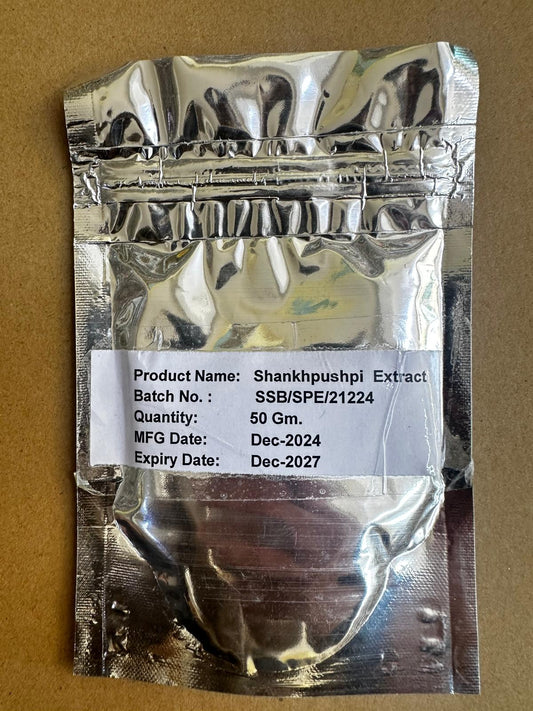 Product Name: Shankhpushpi Extract
Batch No. : SSB/SPE/21224
Quantity: 50 Gm.
MFG Date: Dec-2024
Expiry Date: Dec-2027